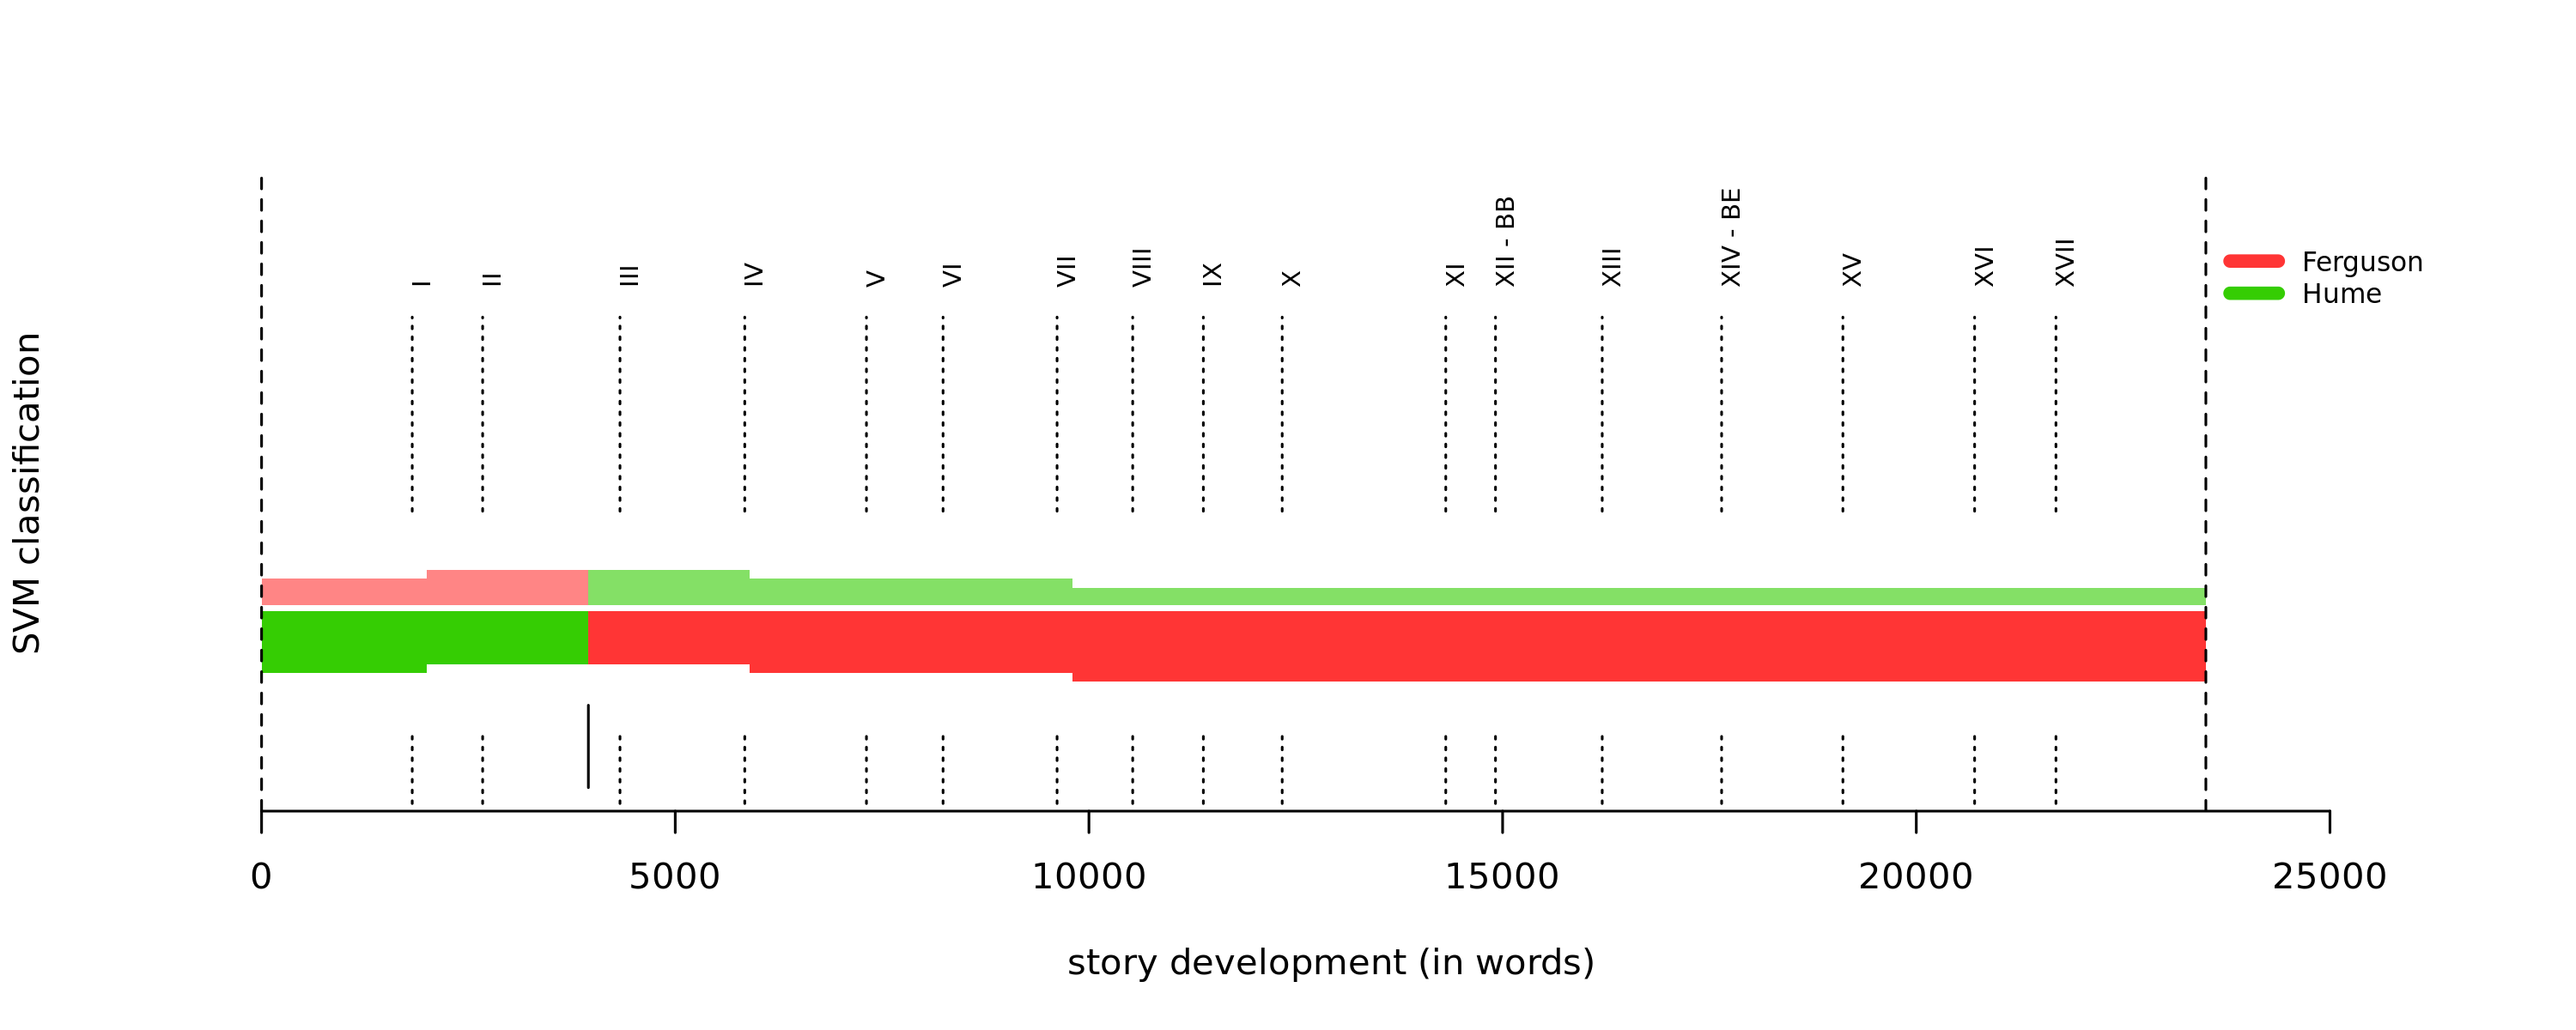 I
II
III
IV
V
VI
VII
VIII
IX
X
XI
XII - BB
XIII
XIV - BE
XV
XVI
XVII
Ferguson
Hume
SVM classification
0
5000
10000
15000
20000
25000
story development (in words)